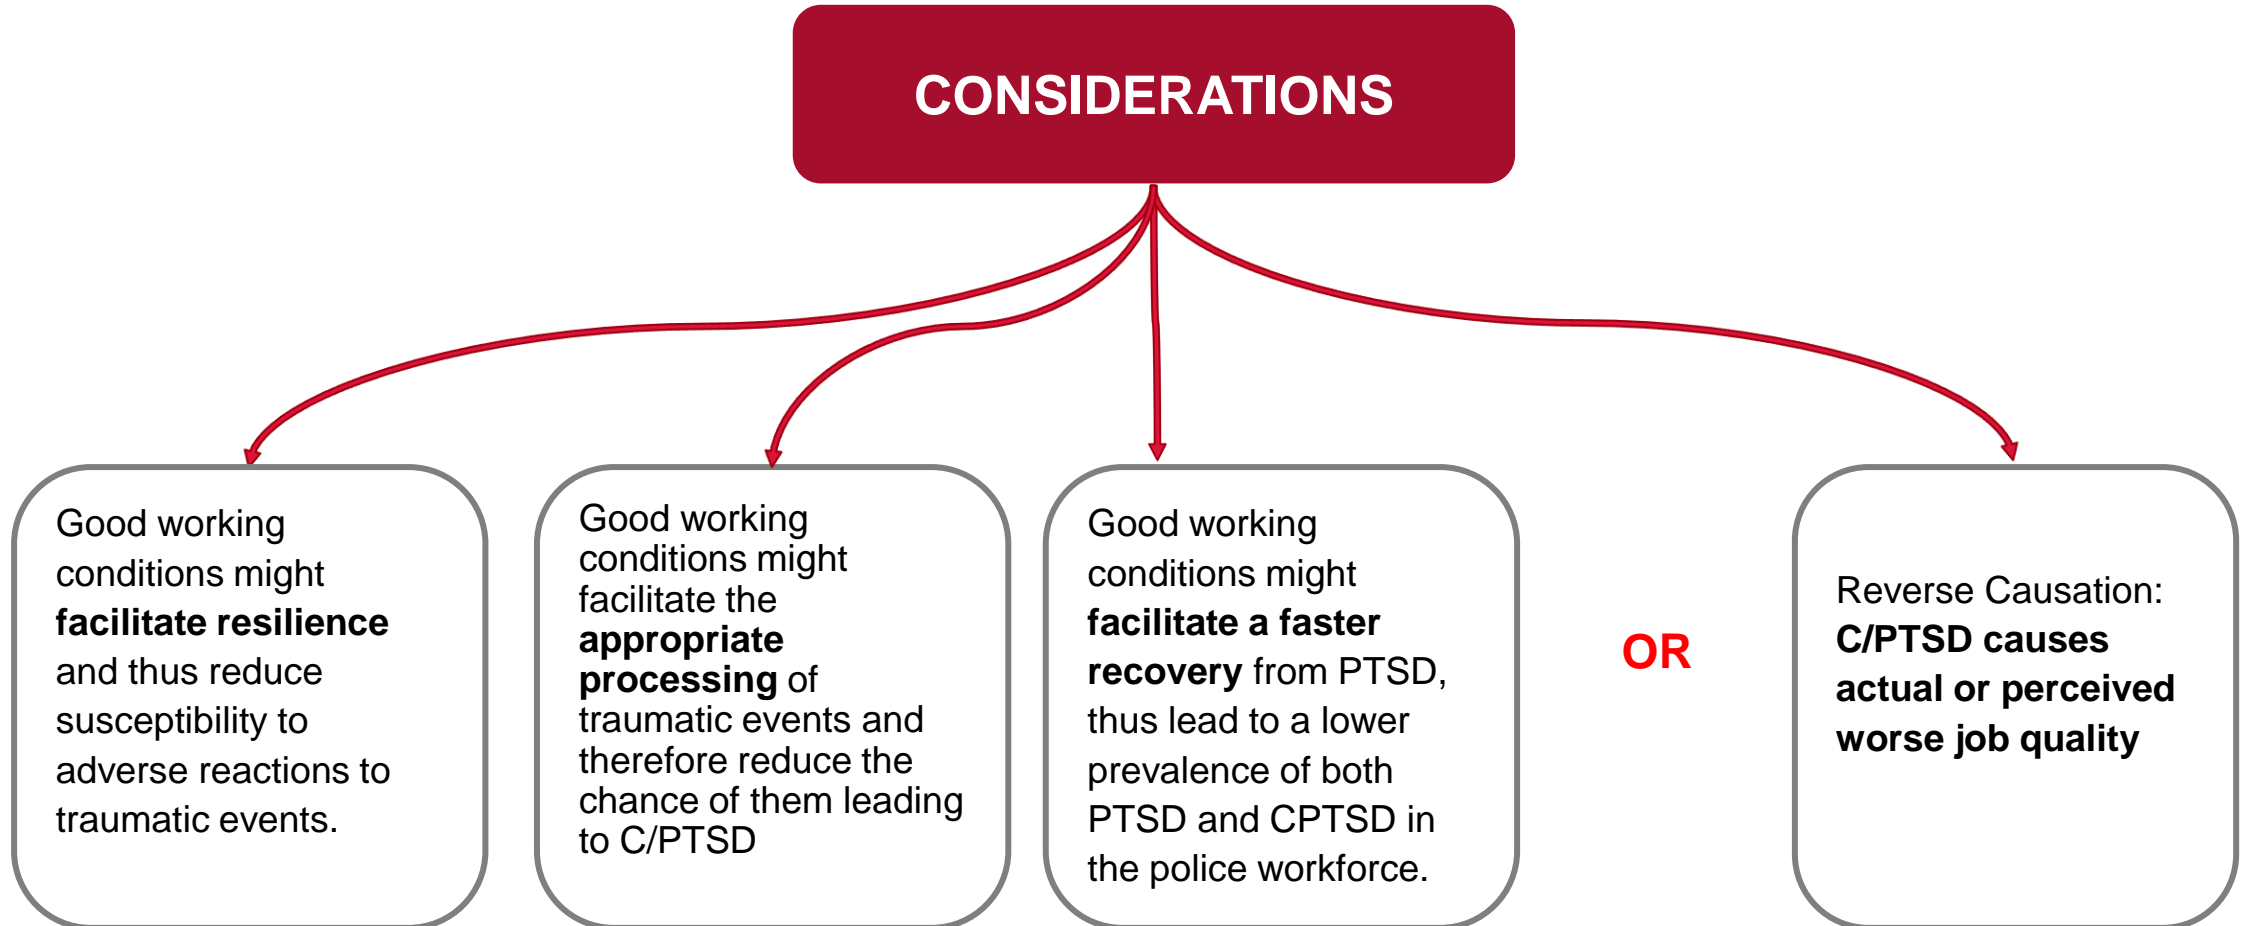 CONSIDERATIONS
Good working
conditions might
facilitate resilience
and thus reduce
susceptibility to
adverse reactions to
traumatic events.
Good working
conditions might
facilitate the
appropriate
processing of
traumatic events and
therefore reduce the
chance of them leading
to C/PTSD
Good working
conditions might
facilitate a faster
recovery from PTSD,
thus lead to a lower
prevalence of both
PTSD and CPTSD in
the police workforce.
OR
Reverse Causation:
C/PTSD causes
actual or perceived
worse job quality